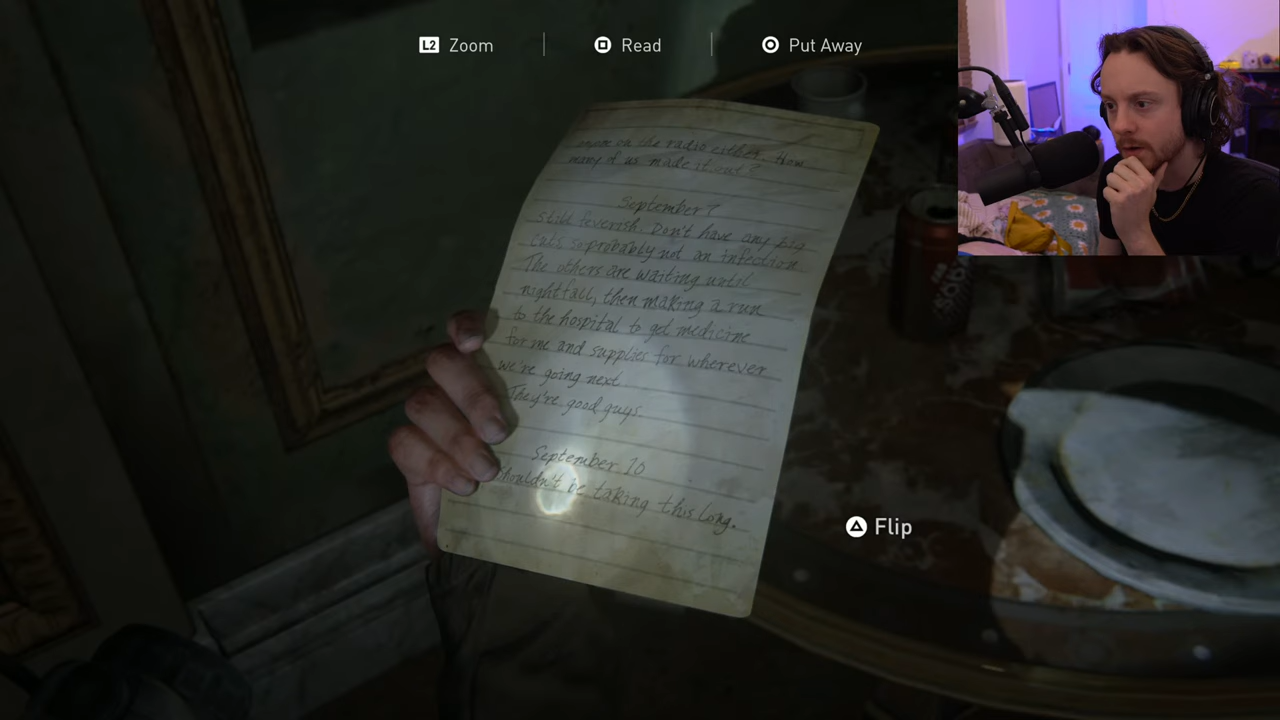 L2 Zoom
Read
Put Away
on the radio either. How
many of us made it out?
September 7
still feverish. Don't have any big
cuts so probably not an infection
The others are waiting until
nightfall, then making a run
to the hospital to get medicine
for me and supplies for wherever
we're going next
They're good guys.
September 10
Shouldn't be taking this long.
Flip